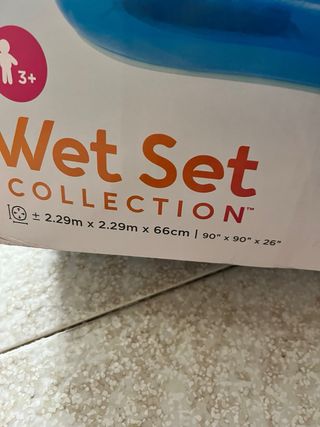 3+
Wet Set
COLLECTION™
± 2.29m x 2.29m x 66cm | 90" x 90" x 26"